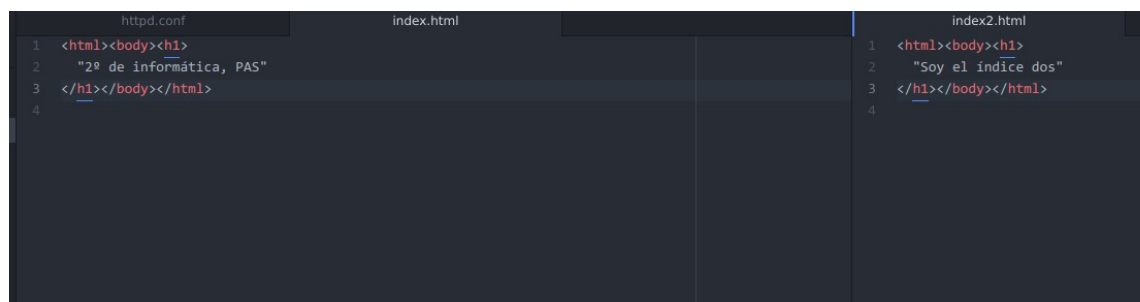 httpd.conf
index.html
1 <html><body><h1>
2 "2º de informática, PAS"
3 </h1></body></html>
4
index2.html
1 <html><body><h1>
2 "Soy el índice dos"
3 </h1></body></html>
4